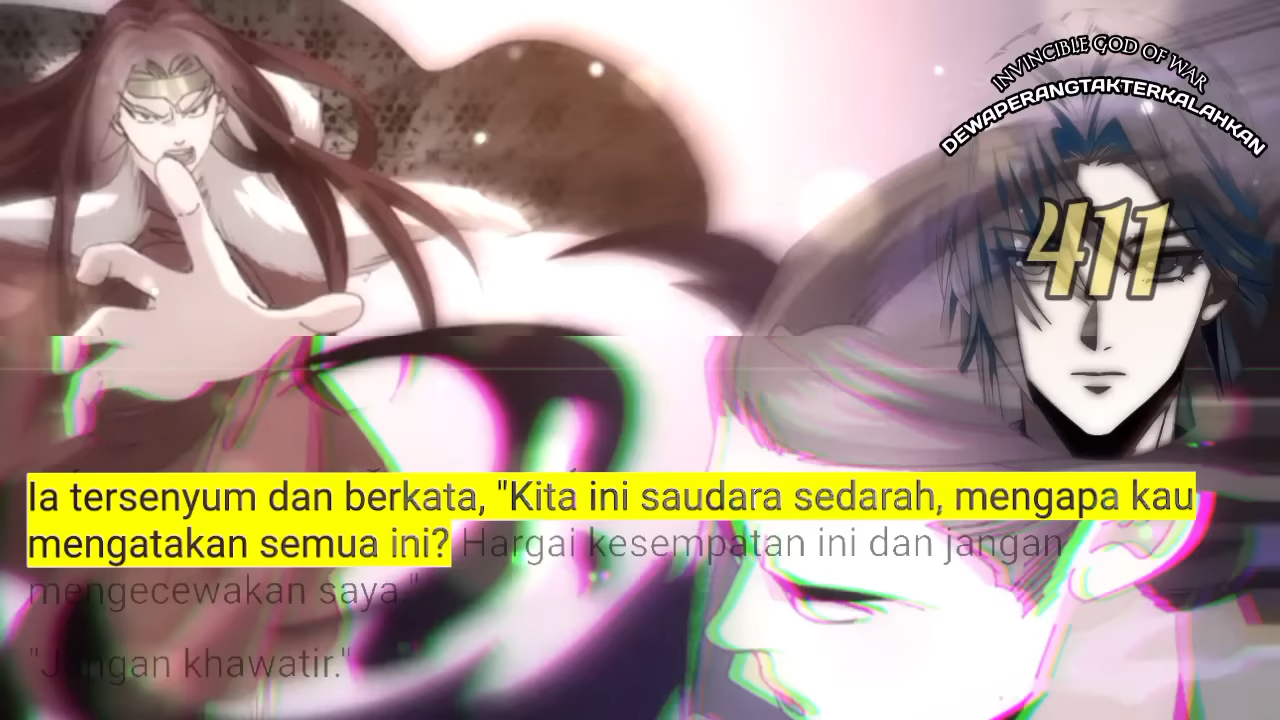 INVINCIBLE GOD OF WAR
DEWAPERANGTAKTERKALAHKAN
411
Ia tersenyum dan berkata, "Kita ini saudara sedarah, mengapa kau
mengatakan semua ini? Hargai kesempatan ini dan jangan
mengecewakan saya."
"Jangan khawatir."